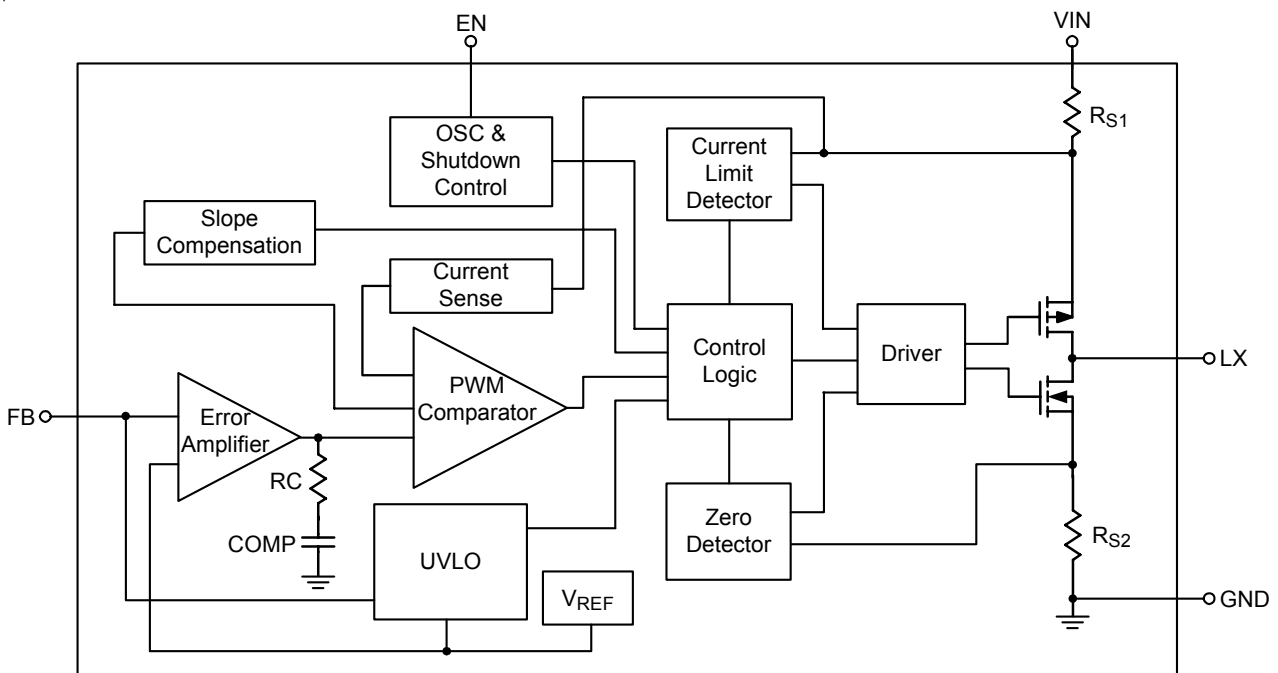 EN
VIN
OSC &
Shutdown
Control
Current
Limit
Detector
RS1
Slope
Compensation
Current
Sense
Control
Logic
Driver
LX
PWM
Comparator
FB
Error
Amplifier
RC
COMP
UVLO
VREF
Zero
Detector
RS2
GND